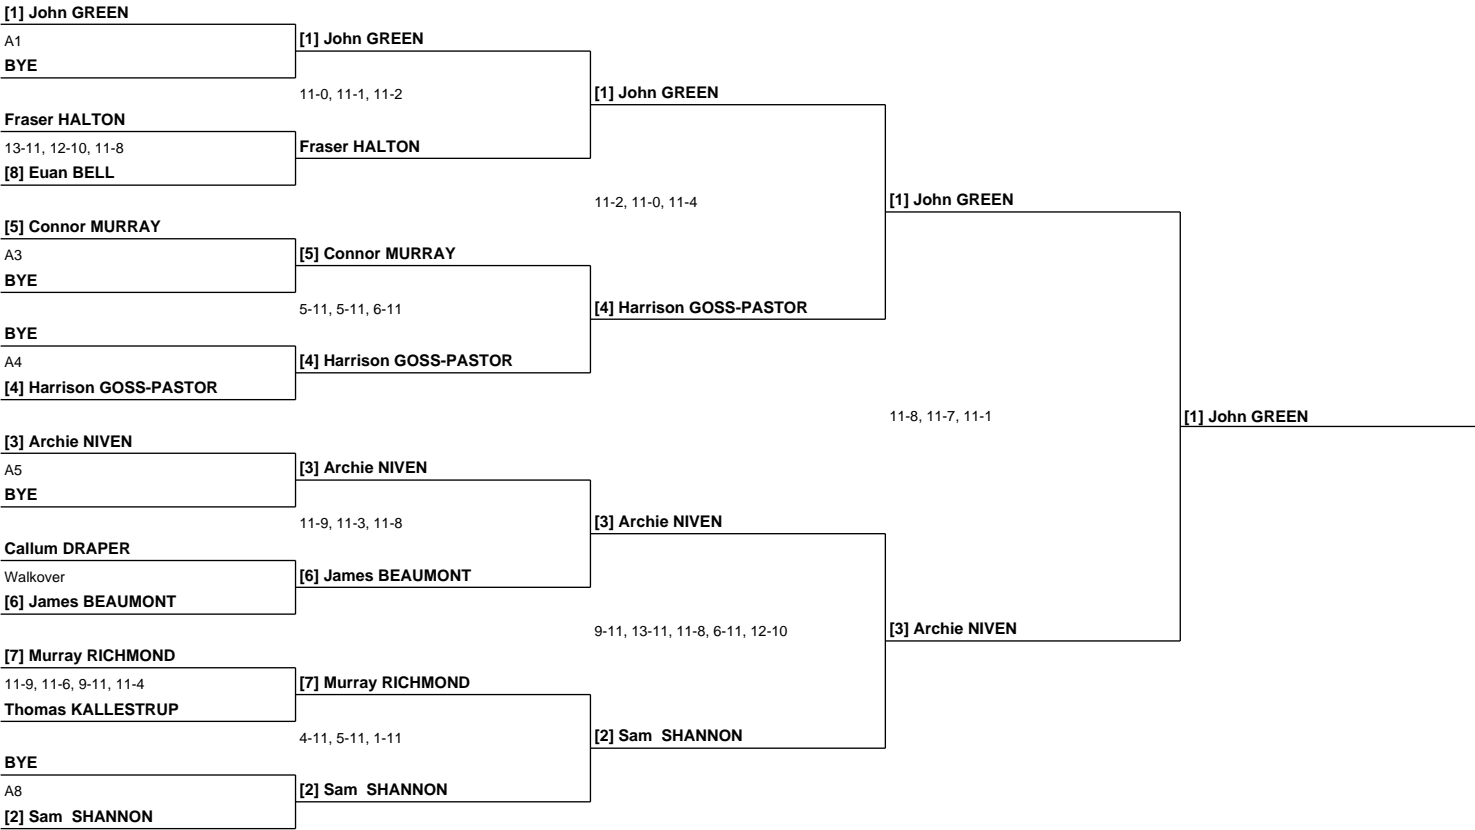 [1] John GREEN
A1
BYE
Fraser HALTON
13-11, 12-10, 11-8
[8] Euan BELL
[5] Connor MURRAY
A3
BYE
BYE
A4
[4] Harrison GOSS-PASTOR
[3] Archie NIVEN
A5
BYE
Callum DRAPER
Walkover
[6] James BEAUMONT
[7] Murray RICHMOND
11-9, 11-6, 9-11, 11-4
Thomas KALLESTRUP
BYE
A8
[2] Sam  SHANNON
[1] John GREEN
11-0, 11-1, 11-2
Fraser HALTON
[5] Connor MURRAY
5-11, 5-11, 6-11
[4] Harrison GOSS-PASTOR
[3] Archie NIVEN
11-9, 11-3, 11-8
[6] James BEAUMONT
[7] Murray RICHMOND
4-11, 5-11, 1-11
[2] Sam  SHANNON
[1] John GREEN
11-2, 11-0, 11-4
[4] Harrison GOSS-PASTOR
[3] Archie NIVEN
9-11, 13-11, 11-8, 6-11, 12-10
[2] Sam  SHANNON
[1] John GREEN
11-8, 11-7, 11-1
[3] Archie NIVEN
[1] John GREEN